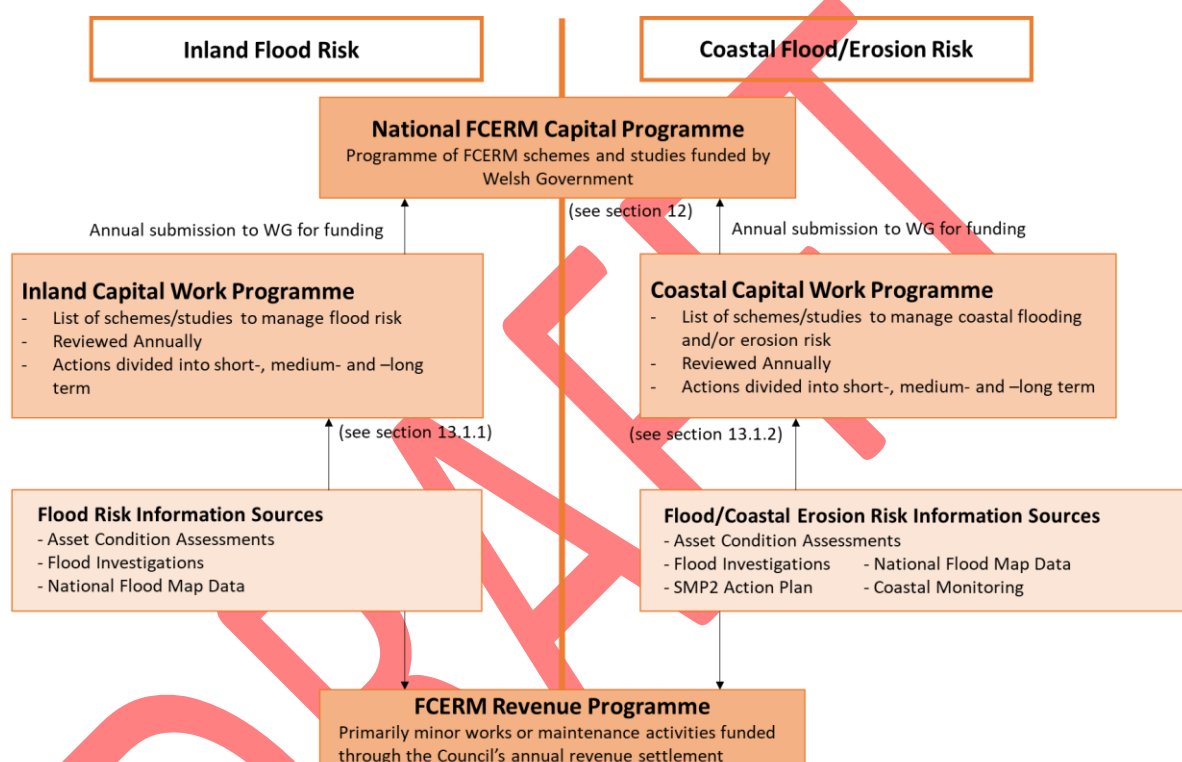 Inland Flood Risk
Coastal Flood/Erosion Risk
National FCERM Capital Programme
Programme of FCERM schemes and studies funded by
Welsh Government
(see section 12)
Annual submission to WG for funding
Annual submission to WG for funding
Inland Capital Work Programme
- List of schemes/studies to manage flood risk
- Reviewed Annually
- Actions divided into short-, medium- and –long
term
(see section 13.1.1)
Coastal Capital Work Programme
- List of schemes/studies to manage coastal flooding
and/or erosion risk
- Reviewed Annually
- Actions divided into short-, medium- and –long term
(see section 13.1.2)
Flood Risk Information Sources
- Asset Condition Assessments
- Flood Investigations
- National Flood Map Data
Flood/Coastal Erosion Risk Information Sources
- Asset Condition Assessments
- Flood Investigations - National Flood Map Data
- SMP2 Action Plan - Coastal Monitoring
FCERM Revenue Programme
Primarily minor works or maintenance activities funded
through the Council's annual revenue settlement
DRAFT